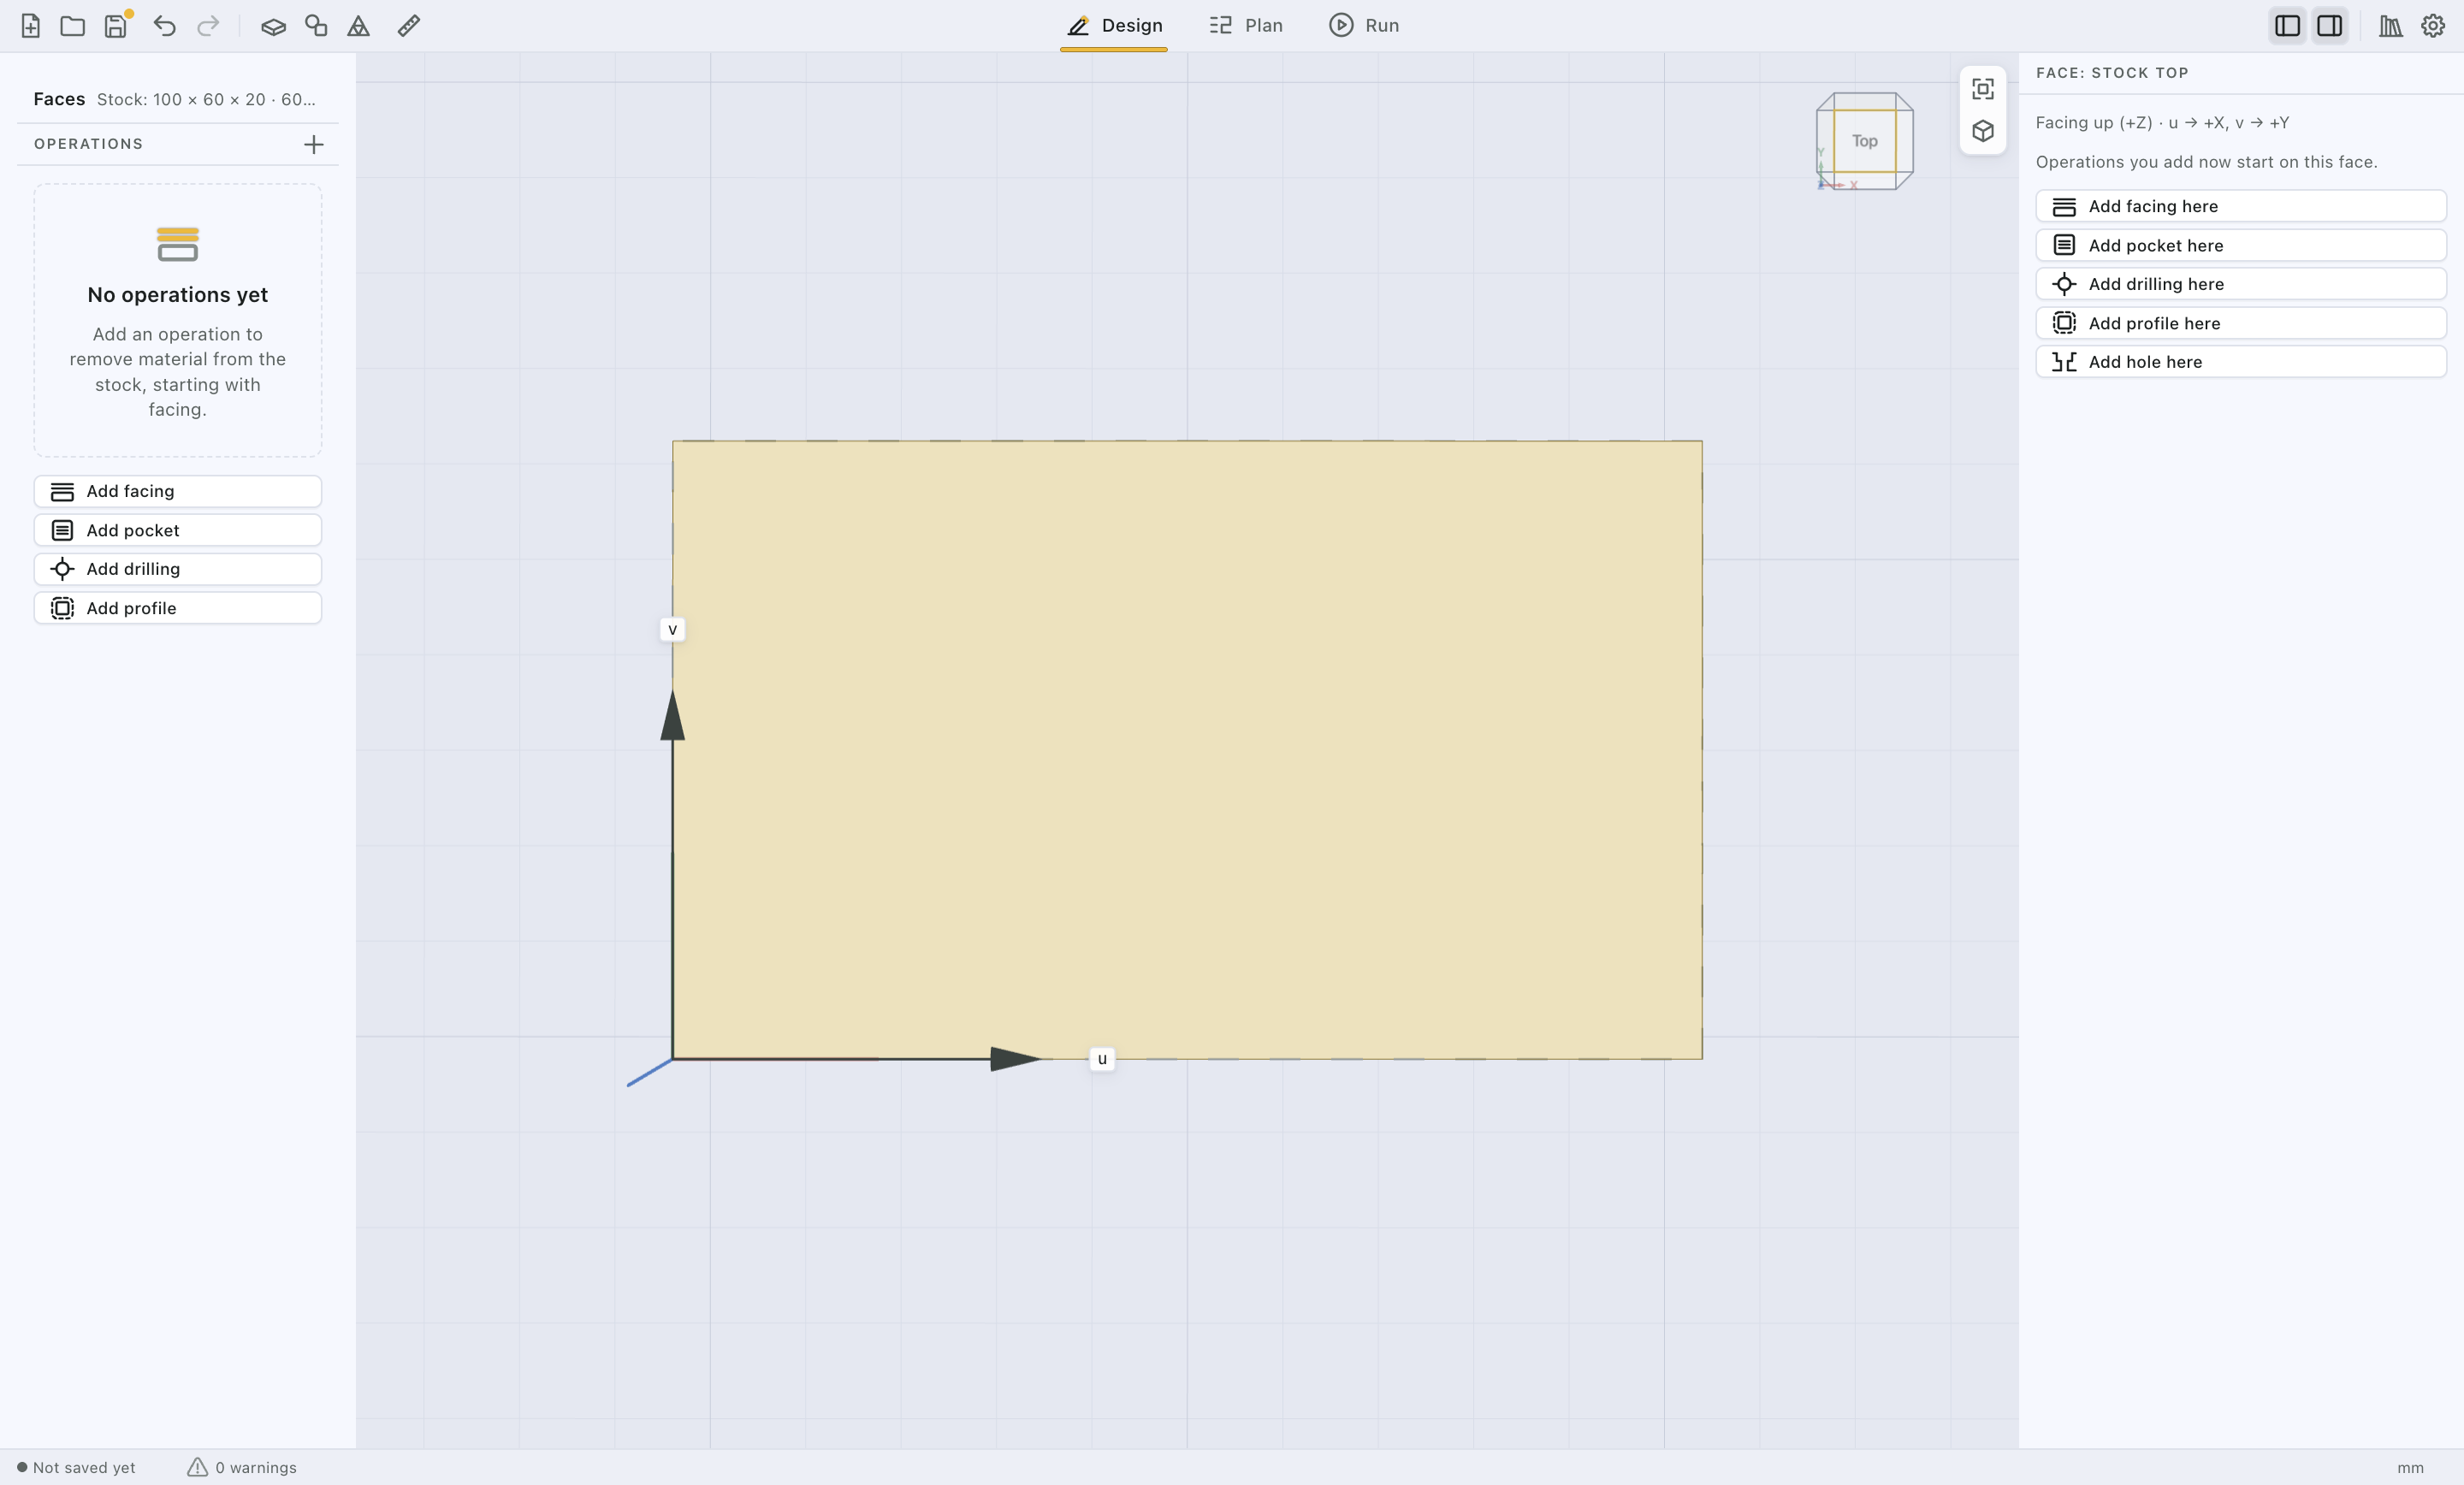 Design
Plan
Run
Faces Stock: 100 × 60 × 20 · 60...
OPERATIONS
No operations yet
Add an operation to
remove material from the
stock, starting with
facing.
Add facing
Add pocket
Add drilling
Add profile
v
u
Top
Y
X
FACE: STOCK TOP
Facing up (+Z) · u → +X, v → +Y
Operations you add now start on this face.
Add facing here
Add pocket here
Add drilling here
Add profile here
Add hole here
Not saved yet
0 warnings
mm